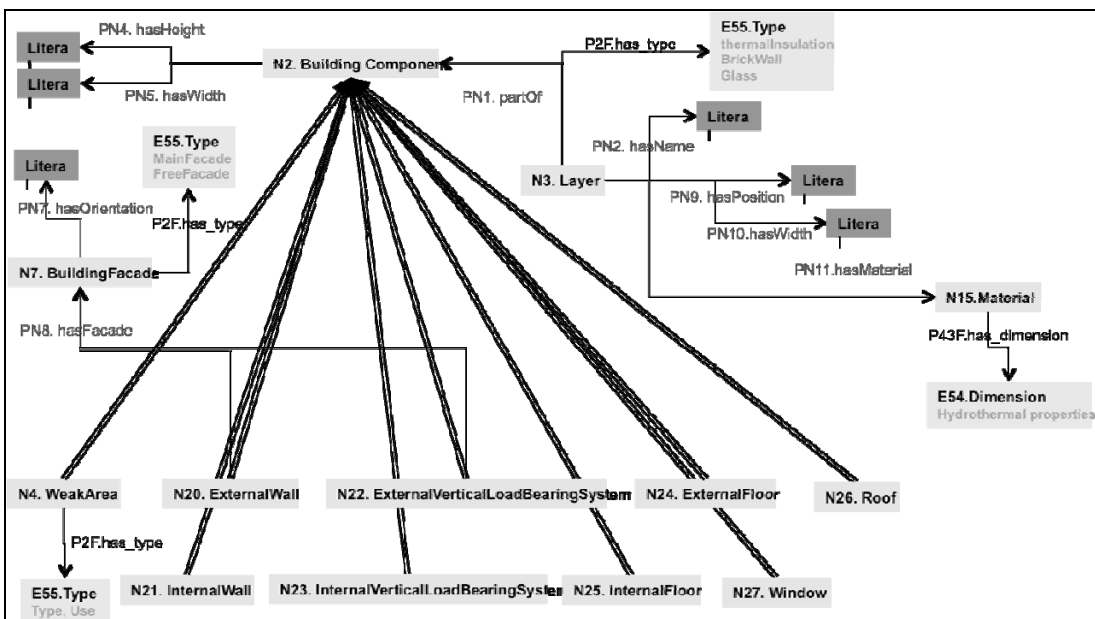 PN4. hasHeight
Litera
Litera
PN5. hasWidth
N2. Building Componen
P2F.has_type
PN1. partOf
E55.Type
thermalInsulation
BrickWall
Glass
Litera
PN2. hasName
N3. Layer
Litera
PN9. hasPosition
Litera
PN10.hasWidth
PN11.hasMaterial
N15.Material
P43F.has_dimension
E54.Dimension
Hydrothermal properties
E55.Type
MainFacade
FreeFacade
Litera
PN7. hasOrientation
P2F.has_type
N7. BuildingFacade
PN8. hasFacade
N4. WeakArea
N20. ExternalWall
N22. ExternalVerticalLoadBearingSystem
N24. ExternalFloor
N26. Roof
P2F.has_type
E55.Type
Type, Use
N21. InternalWall
N23. InternalVerticalLoadBearingSystem
N25. InternalFloor
N27. Window